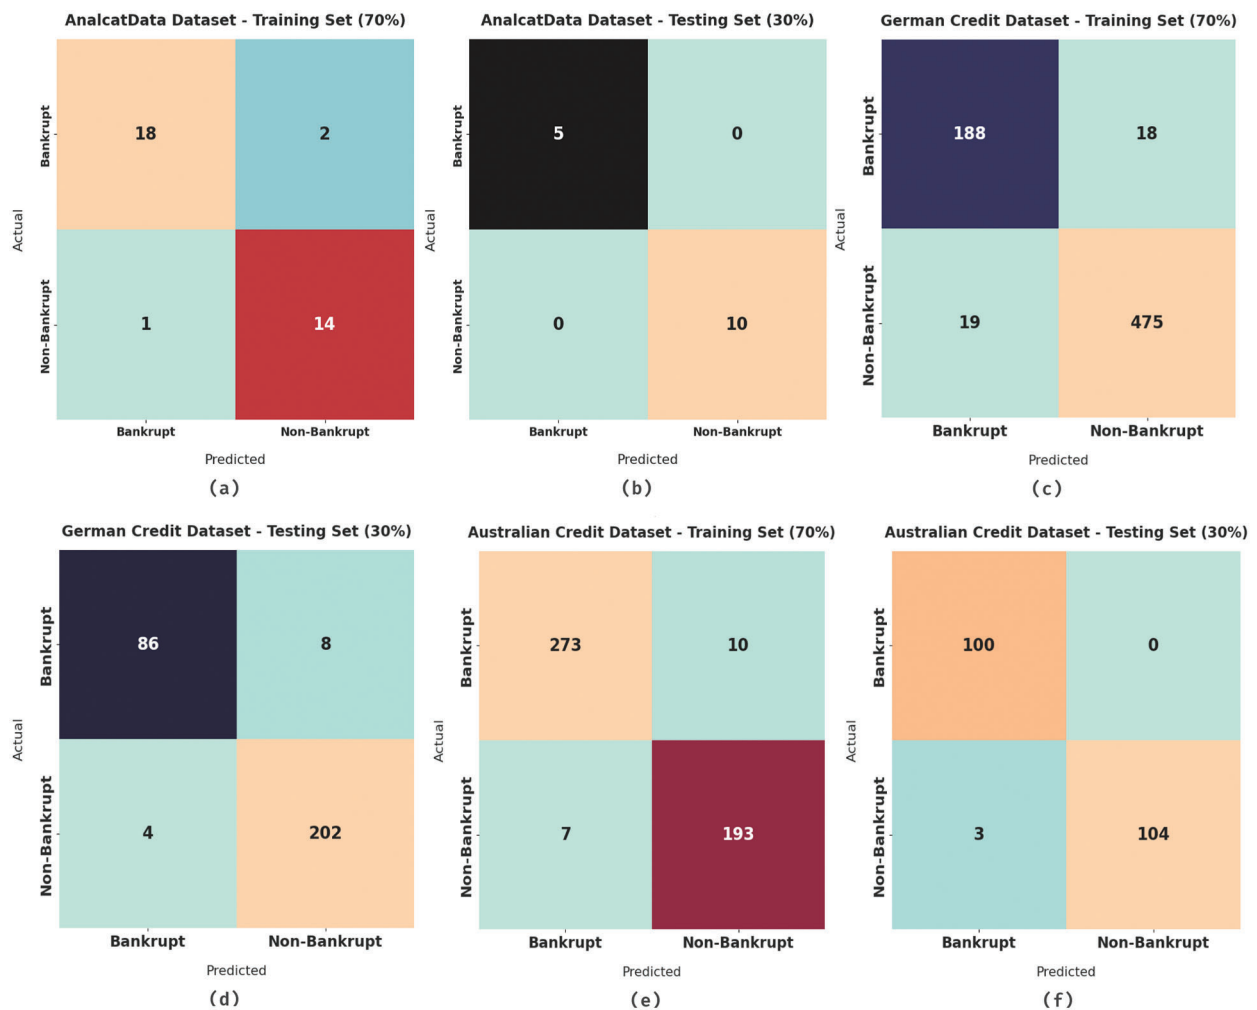 AnalcatData Dataset - Training Set (70%)
Actual
Bankrupt
18
2
Non-Bankrupt
1
14
Bankrupt
Non-Bankrupt
Predicted
(a)
AnalcatData Dataset - Testing Set (30%)
Actual
Bankrupt
5
0
Non-Bankrupt
0
10
Bankrupt
Non-Bankrupt
Predicted
(b)
German Credit Dataset - Training Set (70%)
Actual
Bankrupt
188
18
Non-Bankrupt
19
475
Bankrupt
Non-Bankrupt
Predicted
(c)
German Credit Dataset - Testing Set (30%)
Actual
Bankrupt
86
8
Non-Bankrupt
4
202
Bankrupt
Non-Bankrupt
Predicted
(d)
Australian Credit Dataset - Training Set (70%)
Actual
Bankrupt
273
10
Non-Bankrupt
7
193
Bankrupt
Non-Bankrupt
Predicted
(e)
Australian Credit Dataset - Testing Set (30%)
Actual
Bankrupt
100
0
Non-Bankrupt
3
104
Bankrupt
Non-Bankrupt
Predicted
(f)